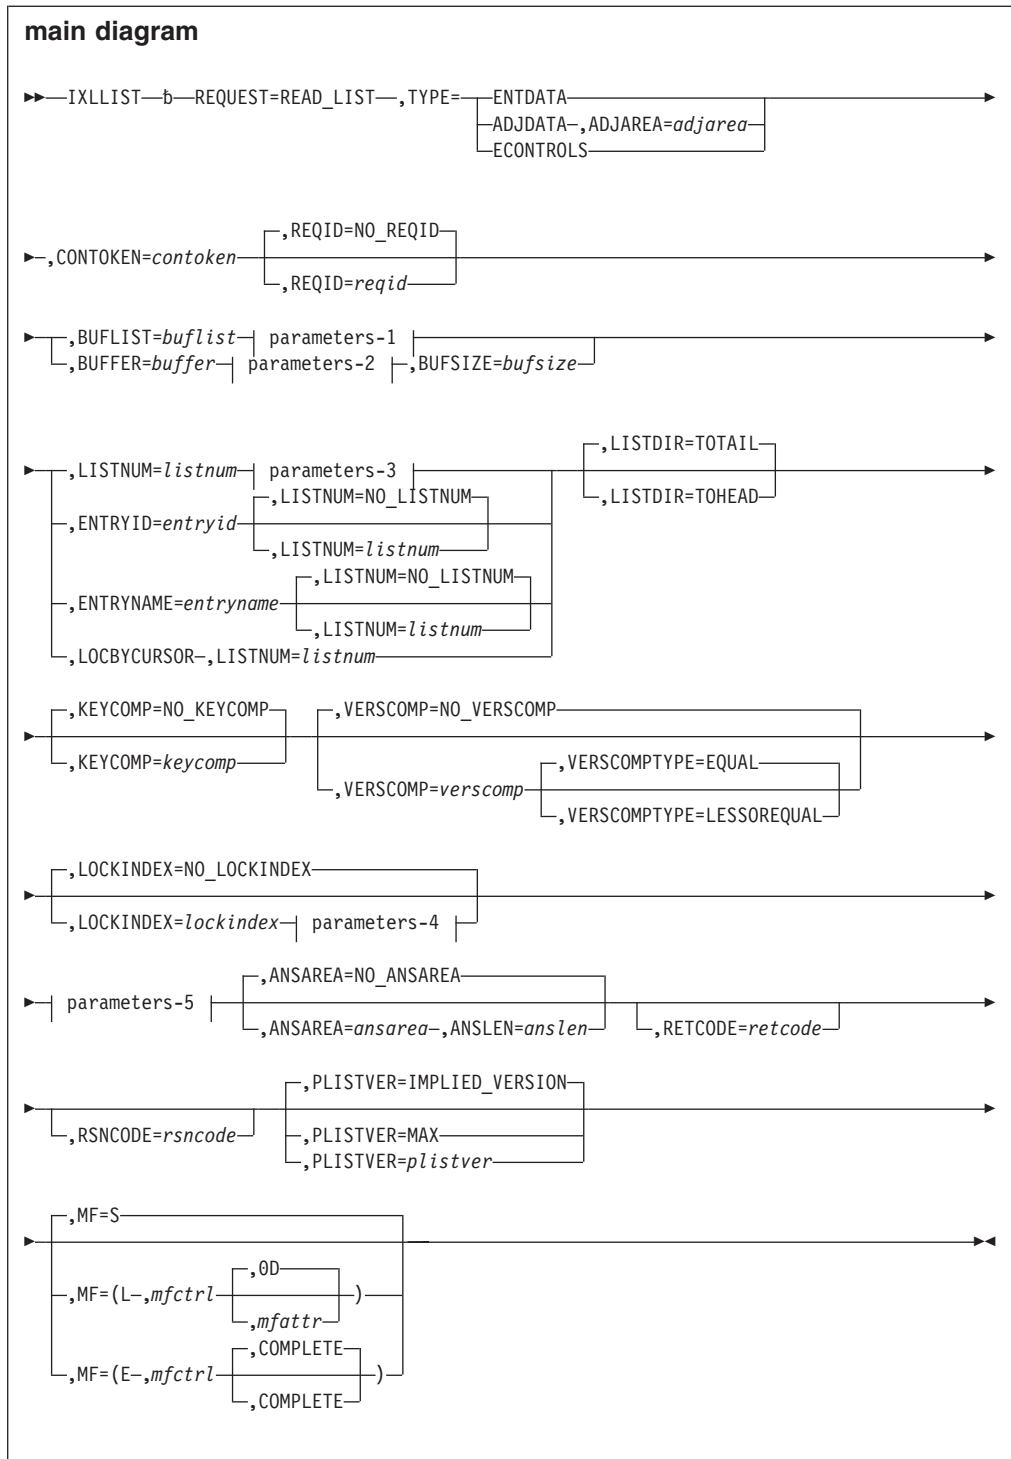 main diagram
IXLLIST ƀ REQUEST=READ_LIST ,TYPE= ENTDATA
ADJDATA ,ADJAREA=adjarea
ECONTROLS
,REQID=NO_REQID
,CONTOKEN=contoken
,REQID=reqid
,BUFLIST=buflist parameters-1
,BUFFER=buffer parameters-2 ,BUFSIZE=bufsize
,LISTDIR=TOTAIL
,LISTNUM=listnum parameters-3
,LISTNUM=NO_LISTNUM ,LISTDIR=TOHEAD
,ENTRYID=entryid
,LISTNUM=listnum
,LISTNUM=NO_LISTNUM
,ENTRYNAME=entryname
,LISTNUM=listnum
,LOCBYCURSOR ,LISTNUM=listnum
,KEYCOMP=NO_KEYCOMP ,VERSCOMP=NO_VERSCOMP
,KEYCOMP=keycomp ,VERSCOMPTYPE=EQUAL
,VERSCOMP=verscomp
,VERSCOMPTYPE=LESSOREQUAL
,LOCKINDEX=NO_LOCKINDEX
,LOCKINDEX=lockindex parameters-4
,ANSAREA=NO_ANSAREA
parameters-5
,ANSAREA=ansarea ,ANSLEN=anslen ,RETCODE=retcode
,PLISTVER=IMPLIED_VERSION
,RSNCODE=rsncode ,PLISTVER=MAX
,PLISTVER=plistver
,MF=S
,0D
,MF=(L ,mfctrl )
,mfattr
,COMPLETE
,MF=(E ,mfctrl )
,COMPLETE